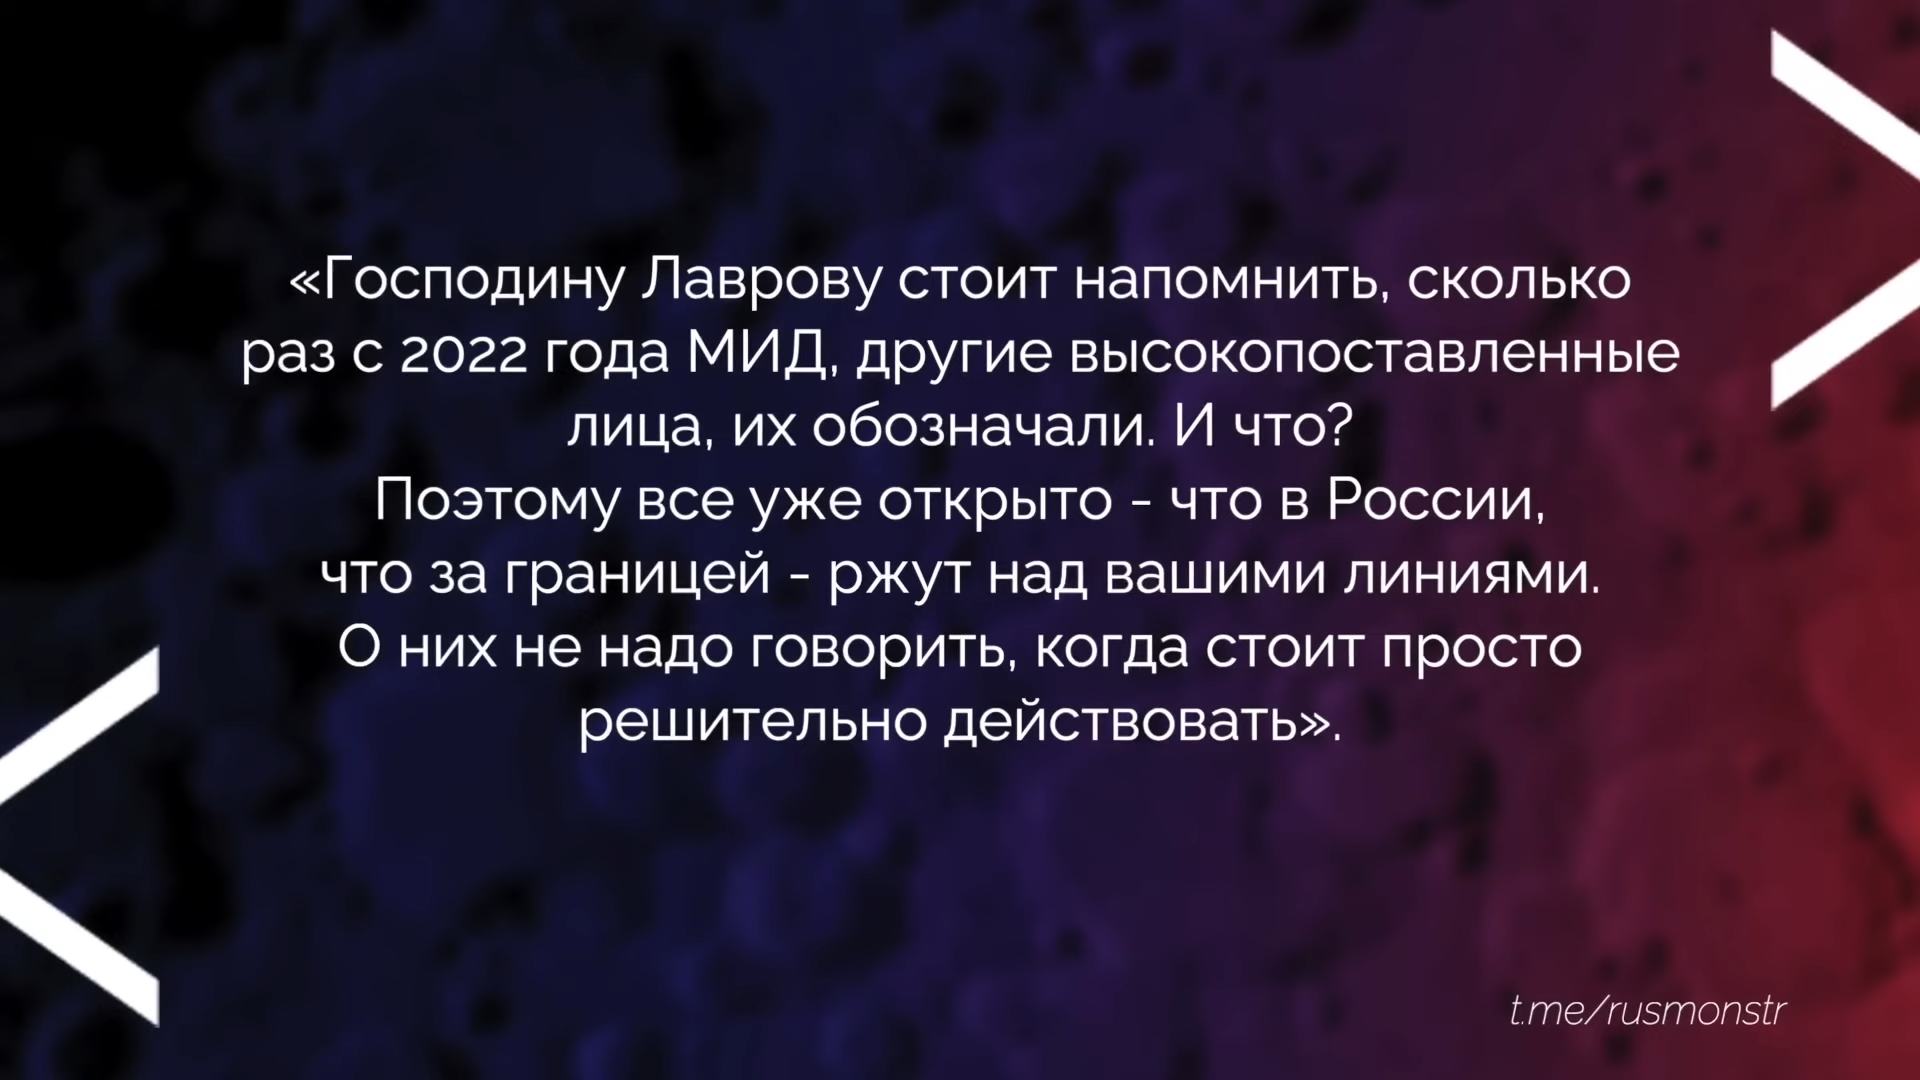 «Господину Лаврову стоит напомнить, сколько
раз с 2022 года МИД, другие высокопоставленные
лица, их обозначали. И что?
Поэтому все уже открыто - что в России,
что за границей - ржут над вашими линиями.
О них не надо говорить, когда стоит просто
решительно действовать».
t.me/rusmonstr